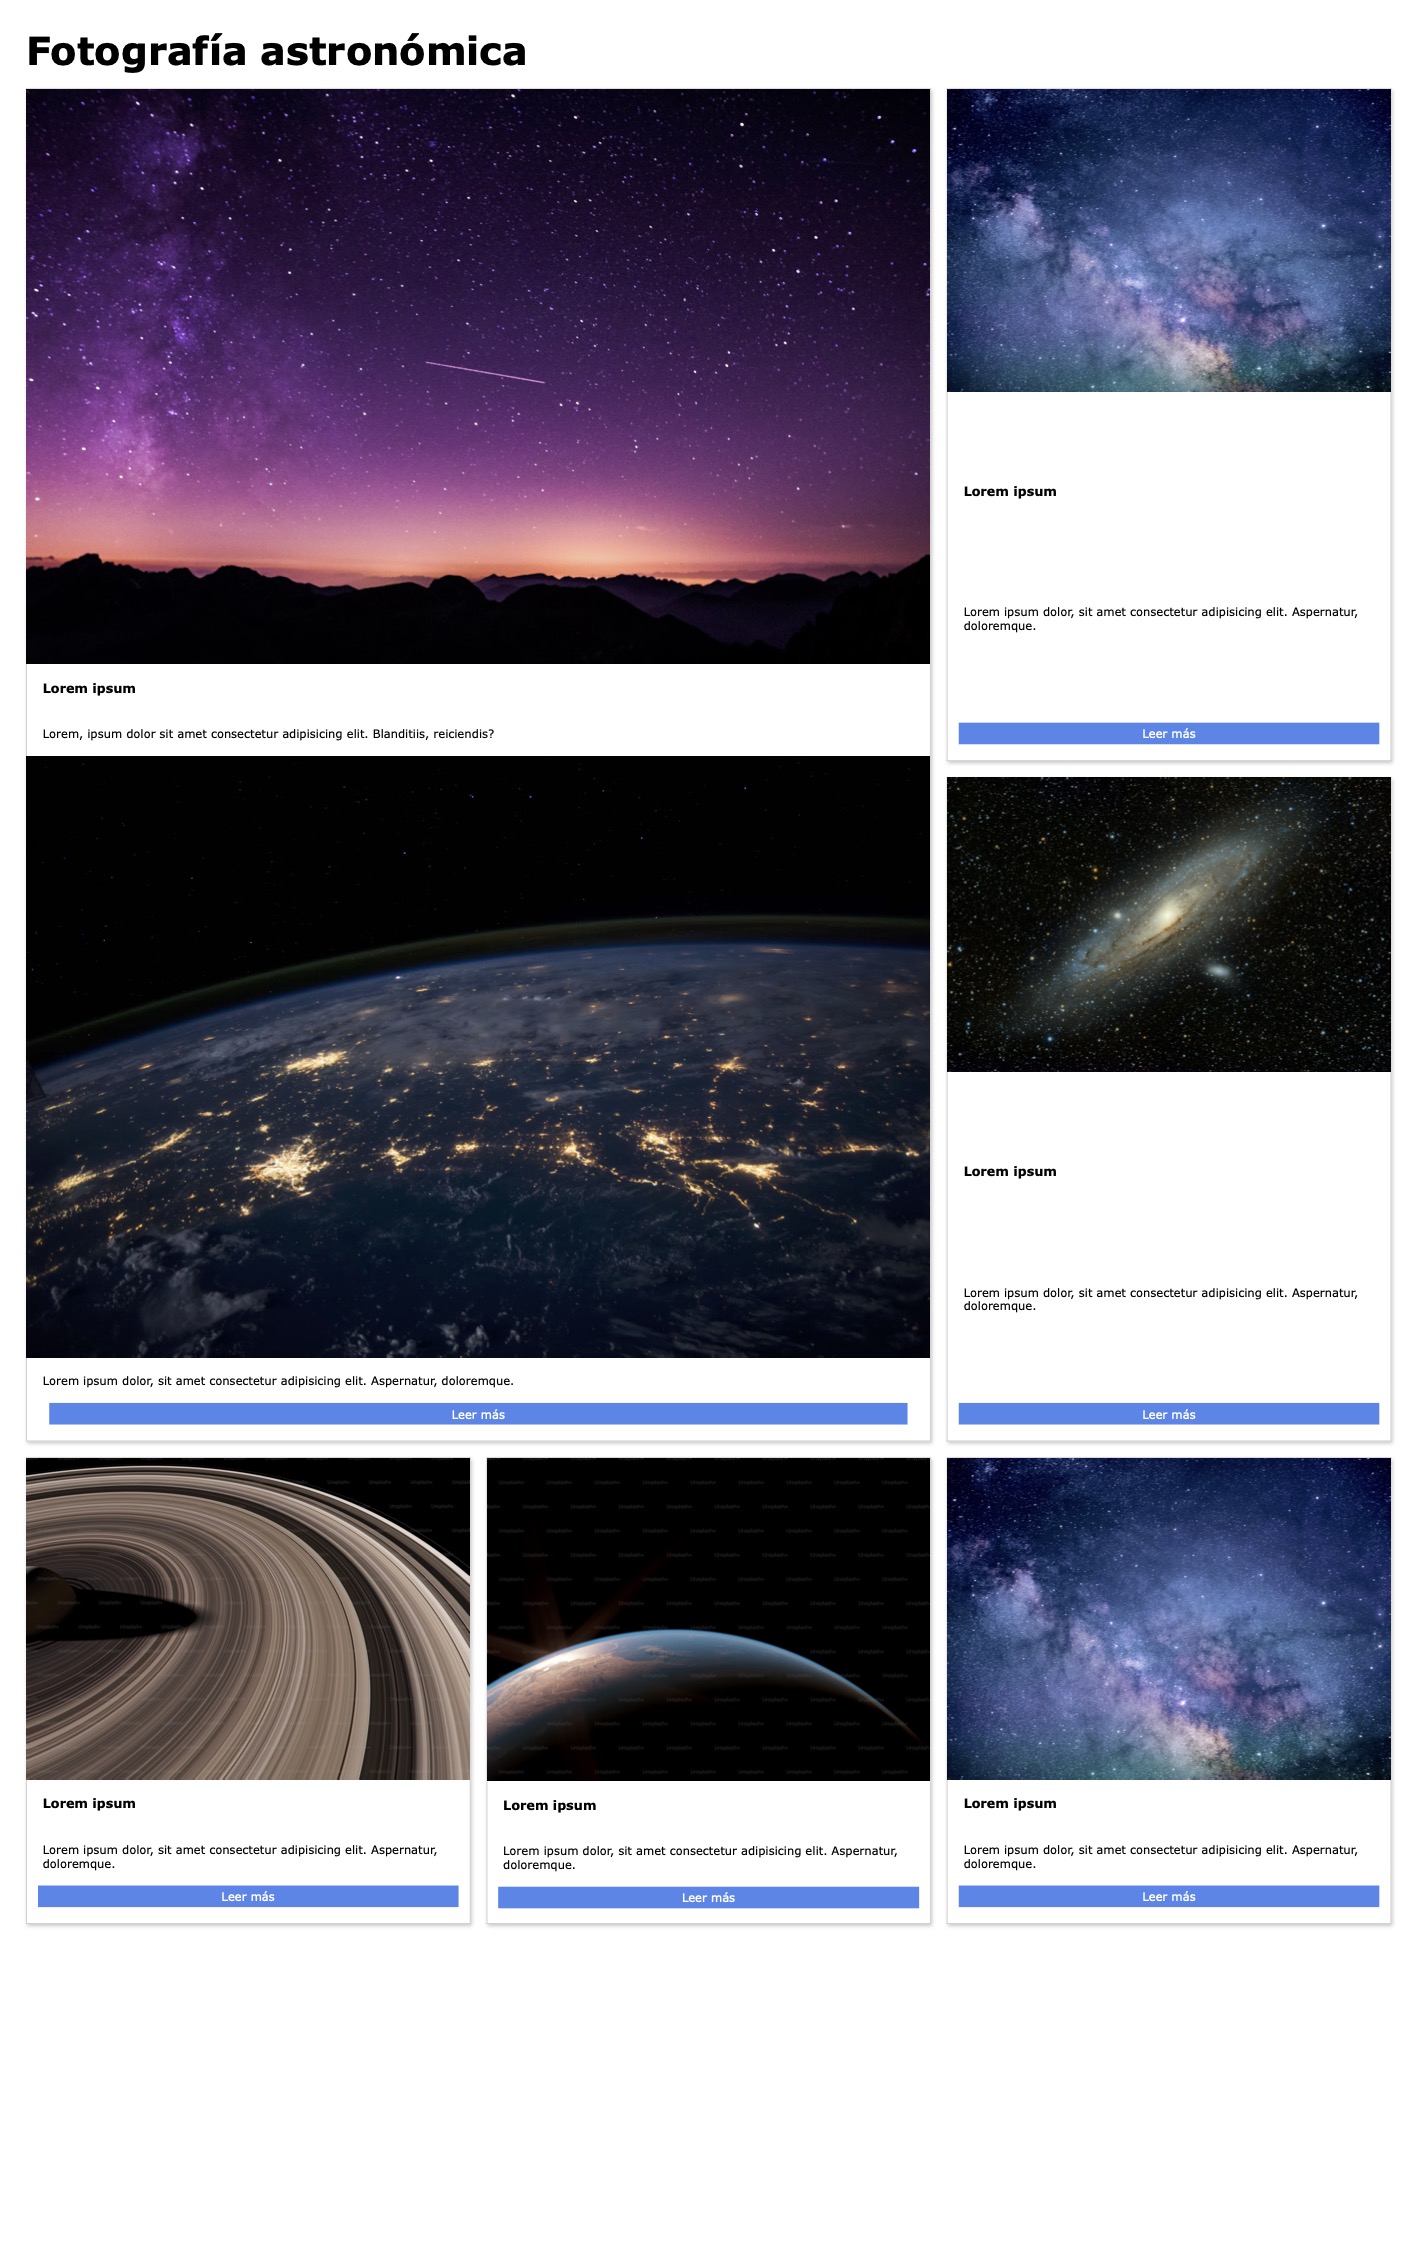 Fotografía astronómica
Lorem ipsum
Lorem, ipsum dolor sit amet consectetur adipisicing elit. Blanditiis, reiciendis?
Lorem ipsum dolor, sit amet consectetur adipisicing elit. Aspernatur, doloremque.
Leer más
Lorem ipsum
Lorem ipsum dolor, sit amet consectetur adipisicing elit. Aspernatur,
doloremque.
Leer más
Lorem ipsum
Lorem ipsum dolor, sit amet consectetur adipisicing elit. Aspernatur,
doloremque.
Leer más
Lorem ipsum
Lorem ipsum dolor, sit amet consectetur adipisicing elit. Aspernatur,
doloremque.
Leer más
Lorem ipsum
Lorem ipsum dolor, sit amet consectetur adipisicing elit. Aspernatur,
doloremque.
Leer más
Lorem ipsum
Lorem ipsum dolor, sit amet consectetur adipisicing elit. Aspernatur,
doloremque.
Leer más